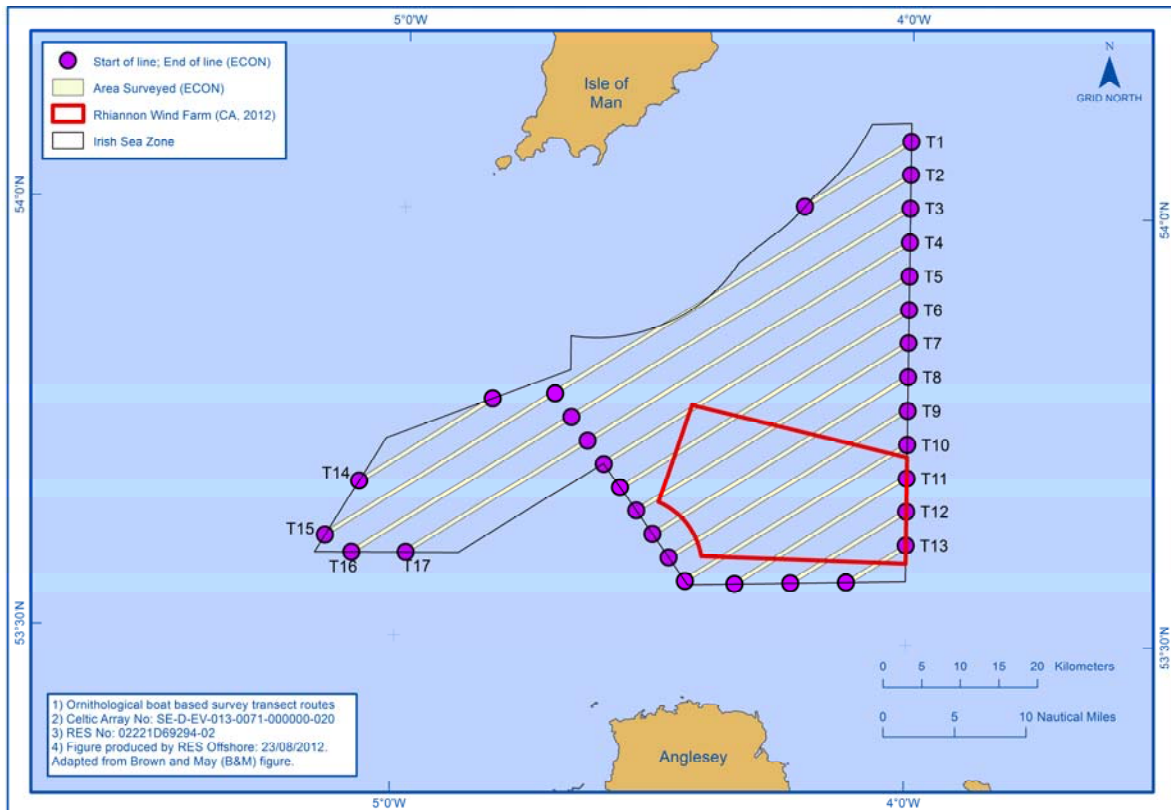 5°0'W
4°0'W
Start of line; End of line (ECON)
Area Surveyed (ECON)
Rhiannon Wind Farm (CA, 2012)
Irish Sea Zone
Isle of
Man
N
GRID NORTH
T1
T2
T3
T4
T5
T6
T7
T8
T9
T10
T11
T12
T13
T14
T15
T16
T17
54°0'N
54°0'N
53°30'N
53°30'N
0 5 10 15 20 Kilometers
0 5 10 Nautical Miles
1) Ornithological boat based survey transect routes
2) Celtic Array No: SE-D-EV-013-0071-000000-020
3) RES No: 02221D69294-02
4) Figure produced by RES Offshore: 23/08/2012.
Adapted from Brown and May (B&M) figure.
Anglesey
5°0'W
4°0'W